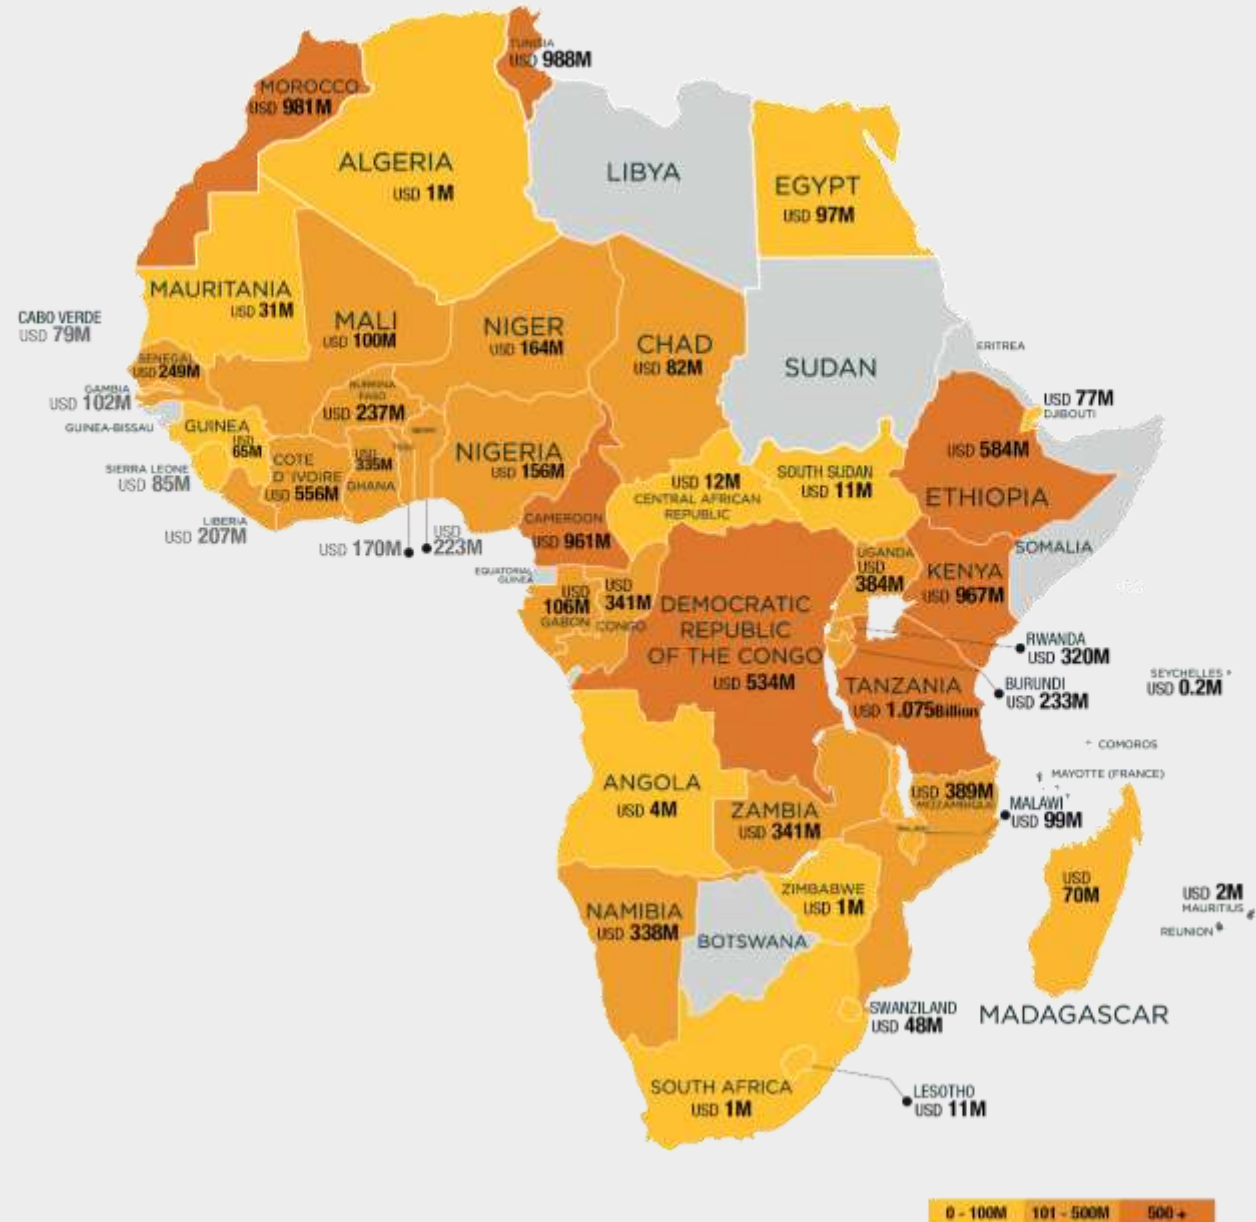 TUNISIA
USD 988M
MOROCCO
USD 981M
ALGERIA
USD 1M
LIBYA
EGYPT
USD 97M
MAURITANIA
USD 31M
CABO VERDE
USD 79M
MALI
USD 100M
NIGER
USD 164M
CHAD
USD 82M
SUDAN
ERITREA
SENEGAL
USD 249M
GAMBIA
USD 102M
GUINEA-BISSAU
BURKINA
FASO
USD 237M
USD 77M
DJIBOUTI
GUINEA
USD
65M
SIERRA LEONE
USD 85M
COTE
D'IVOIRE
USD 556M
USD
335M
GHANA
NIGERIA
USD 156M
USD 12M
CENTRAL AFRICAN
REPUBLIC
SOUTH SUDAN
USD 11M
USD 584M
ETHIOPIA
LIBERIA
USD 207M
USD 170M
USD
223M
CAMEROON
USD 961M
EQUATORIAL
GUINEA
USD
106M
GABON
USD
341M
CONGO
DEMOCRATIC
REPUBLIC
OF THE CONGO
USD 534M
UGANDA
USD
384M
KENYA
USD 967M
SOMALIA
RWANDA
USD 320M
BURUNDI
USD 233M
SEYCHELLES
USD 0.2M
TANZANIA
USD 1.075Billion
COMOROS
MAYOTTE (FRANCE)
ANGOLA
USD 4M
ZAMBIA
USD 341M
USD 389M
MOZAMBIQUE
MALAWI
USD 99M
NAMIBIA
USD 338M
BOTSWANA
ZIMBABWE
USD 1M
USD
70M
MADAGASCAR
USD 2M
MAURITIUS
REUNION
SWANZILAND
USD 48M
SOUTH AFRICA
USD 1M
LESOTHO
USD 11M
0 - 100M 101 - 500M 500 +